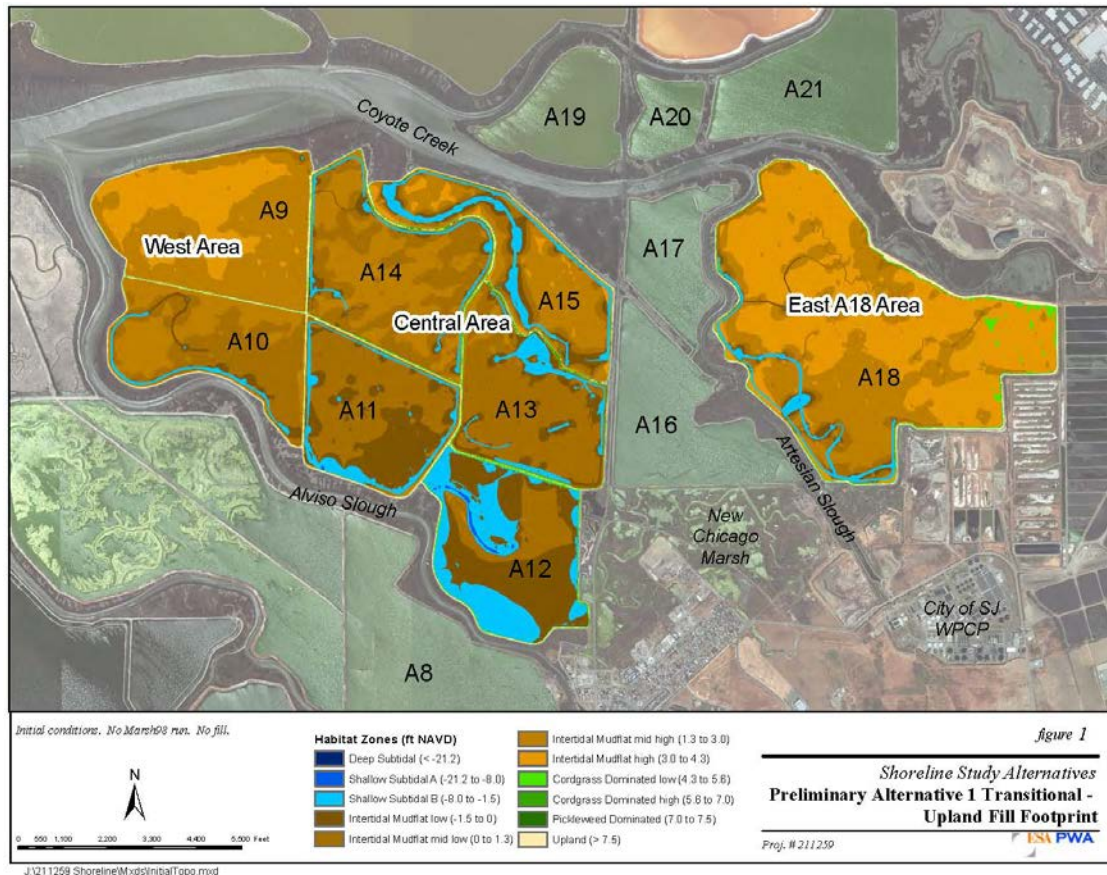 Coyote Creek
A19
A20
A21
A9
West Area
A14
A17
A15
East A18 Area
Central Area
A10
A18
A11
A13
A16
Alviso Slough
Artesian Slough
New
Chicago
Marsh
A12
City of SJ
WPCP
A8
Initial conditions. No Marsh98 run. No fill.
N
0 550 1,100 2,200 3,300 4,400 5,500 Feet
Habitat Zones (ft NAVD)
Deep Subtidal (< -21.2)
Shallow Subtidal A (-21.2 to -8.0)
Shallow Subtidal B (-8.0 to -1.5)
Intertidal Mudflat low (-1.5 to 0)
Intertidal Mudflat mid low (0 to 1.3)
Intertidal Mudflat mid high (1.3 to 3.0)
Intertidal Mudflat high (3.0 to 4.3)
Cordgrass Dominated low (4.3 to 5.6)
Cordgrass Dominated high (5.6 to 7.0)
Pickleweed Dominated (7.0 to 7.5)
Upland (> 7.5)
figure 1
Shoreline Study Alternatives
Preliminary Alternative 1 Transitional -
Upland Fill Footprint
Proj. # 211259
ESA PWA
J:\211259 Shoreline\Mxds\InitialTopo.mxd